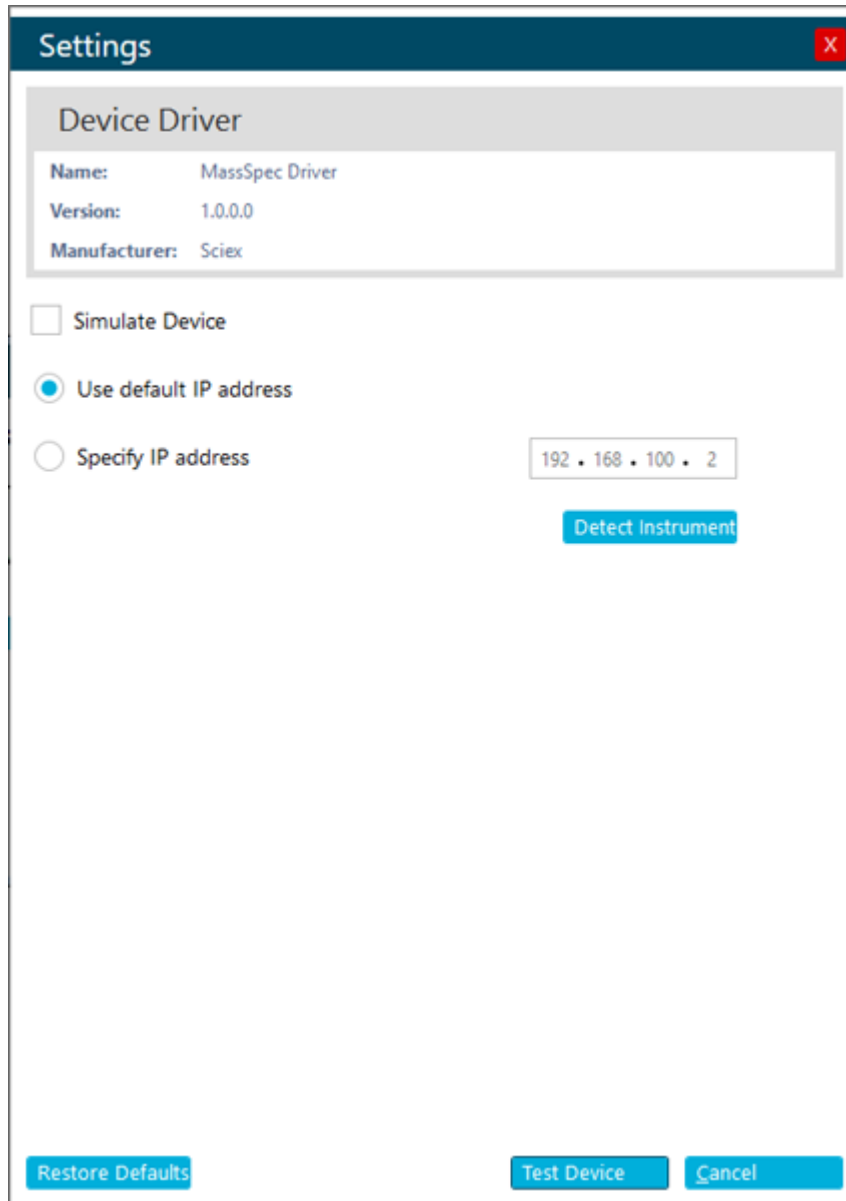 Settings
X
Device Driver
Name: MassSpec Driver
Version: 1.0.0.0
Manufacturer: Sciex
Simulate Device
Use default IP address
Specify IP address 192 . 168 . 100 . 2
Detect Instrument
Restore Defaults Test Device Cancel